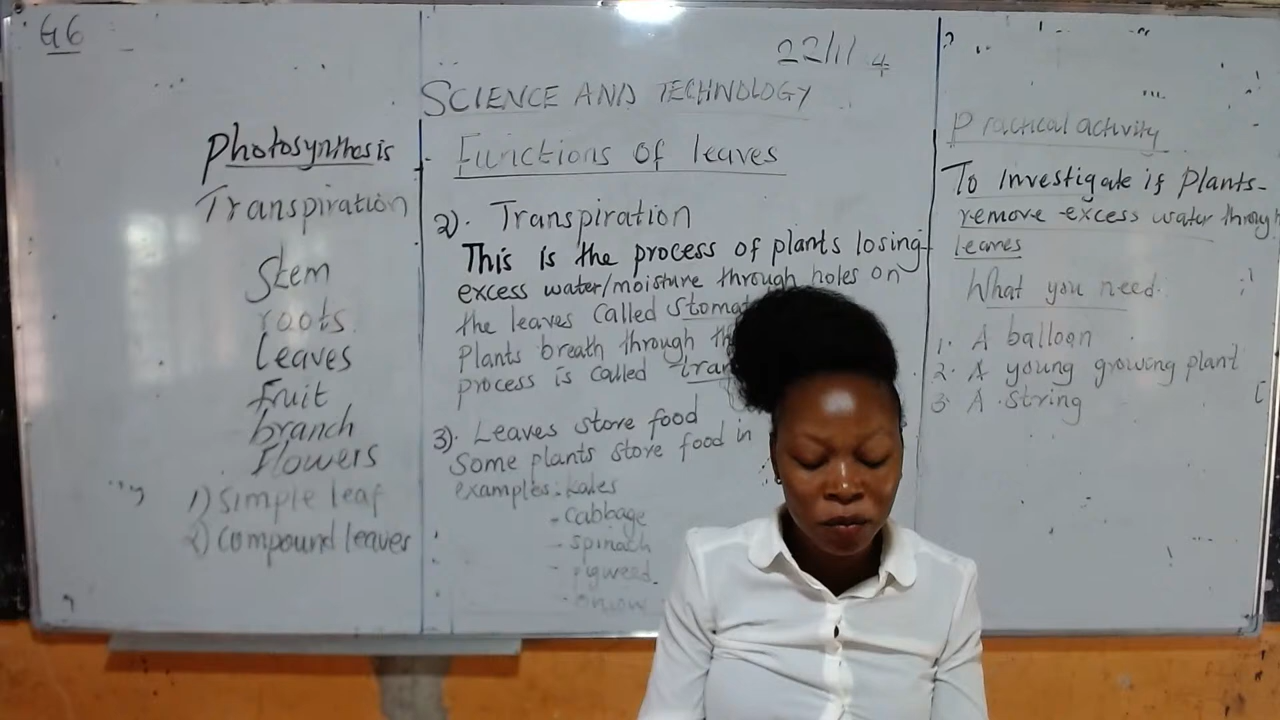 G6
22/11 4
SCIENCE AND TECHNOLOGY
Photosynthesis
Transpiration
Stem
roots
Leaves
Fruit
branch
Flowers
1) Simple leaf
2) Compound leaves
Functions of leaves
2). Transpiration
This is the process of plants losing
excess water/moisture through holes on
the leaves called
Plants breath through
process is called
3). Leaves store food
Some plants store food in
examples:- kales
- Cabbage
- spinach
- pigweed
- onion
Practical activity
To investigate if Plants-
remove excess water through
leaves
What you need.
1. A balloon
2. A young growing plant
3. A string